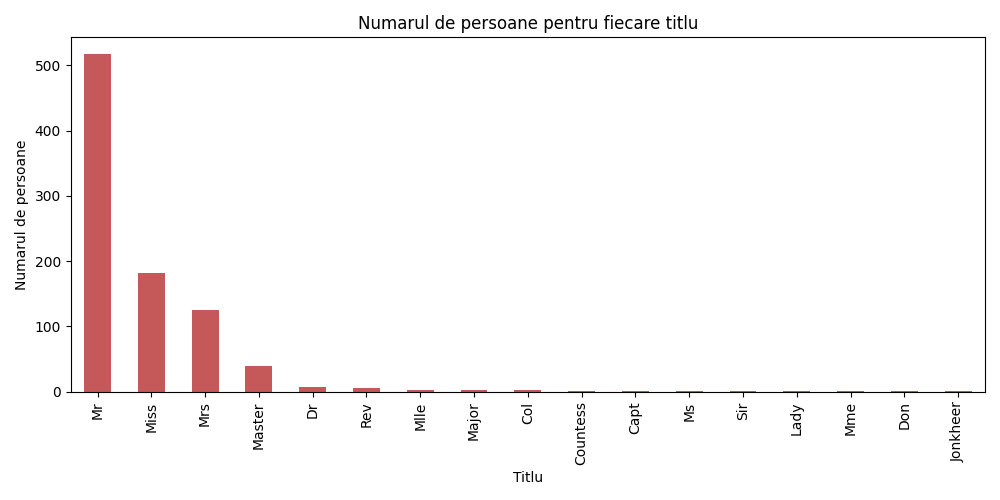 Numarul de persoane pentru fiecare titlu
Numarul de persoane
500
400
300
200
100
0
Mr
Miss
Mrs
Master
Dr
Rev
Mlle
Major
Col
Countess
Capt
Ms
Sir
Lady
Mme
Don
Jonkheer
Titlu